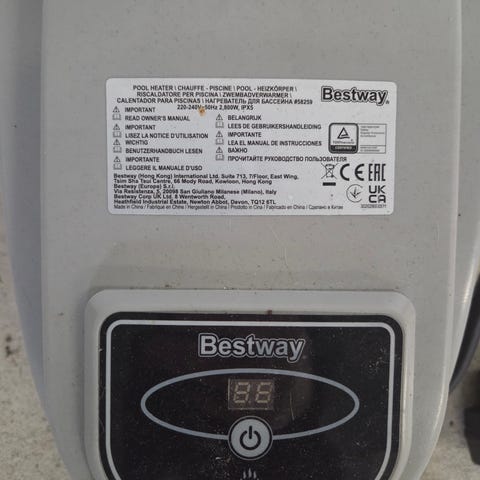 POOL HEATER \ CHAUFFE - PISCINE \ POOL - HEIZKÖRPER \
RISCALDATORE PER PISCINA \ ZWEMBADVERWARMER \
CALENTADOR PARA PISCINAS \ НАГРЕВАТЕЛЬ ДЛЯ БАССЕЙНА #58259
220-240V~50Hz 2,800W, IPX5
Bestway®
IMPORTANT
READ OWNER'S MANUAL
IMPORTANT
LISEZ LA NOTICE D'UTILISATION
WICHTIG
BENUTZERHANDBUCH LESEN
IMPORTANTE
LEGGERE IL MANUALE D'USO
BELANGRIJK
LEES DE GEBRUIKERSHANDLEIDING
IMPORTANTE
LEA EL MANUAL DE INSTRUCCIONES
ВАЖНО
ПРОЧИТАЙТЕ РУКОВОДСТВО ПОЛЬЗОВАТЕЛЯ
Bestway (Hong Kong) International Ltd. Suite 713, 7/Floor, East Wing,
Tsim Sha Tsui Centre, 66 Mody Road, Kowloon, Hong Kong
Bestway (Europe) S.r.l.
Via Resistenza, 5, 20098 San Giuliano Milanese (Milano), Italy
Bestway Corp UK Ltd. 8 Wentworth Road,
Heathfield Industrial Estate, Newton Abbot, Devon, TQ12 6TL
Made in China / Fabriqué en Chine / Hergestellt in China / Prodotto in Cina / Fabricado en China / Сделано в Китае
CE EAC
UK
CA
Bestway